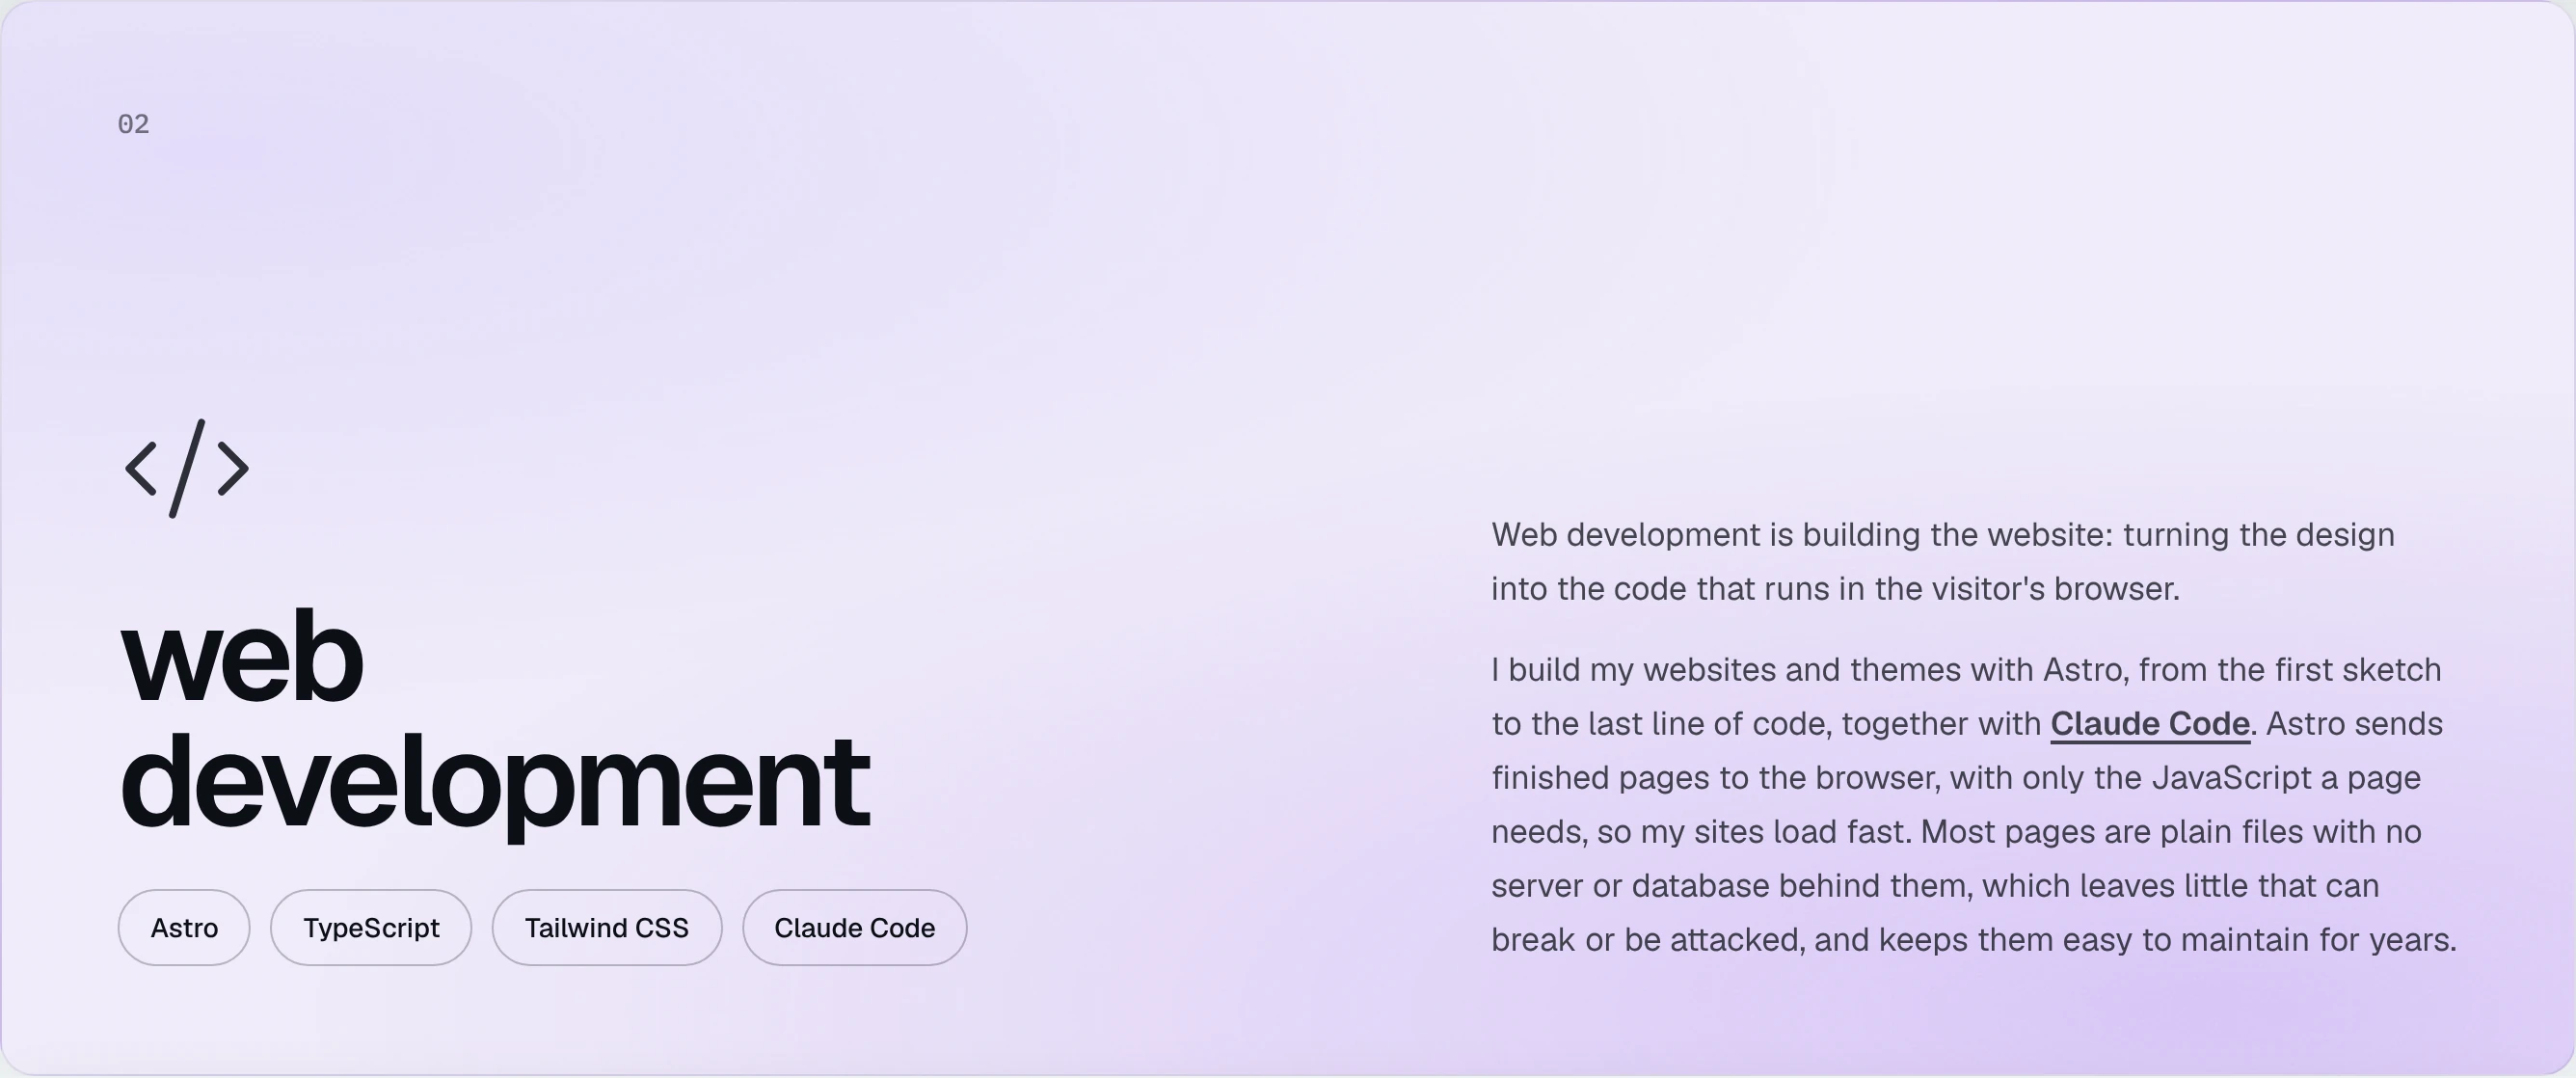 02
</>
web
development
Astro
TypeScript
Tailwind CSS
Claude Code
Web development is building the website: turning the design
into the code that runs in the visitor's browser.
I build my websites and themes with Astro, from the first sketch
to the last line of code, together with Claude Code. Astro sends
finished pages to the browser, with only the JavaScript a page
needs, so my sites load fast. Most pages are plain files with no
server or database behind them, which leaves little that can
break or be attacked, and keeps them easy to maintain for years.